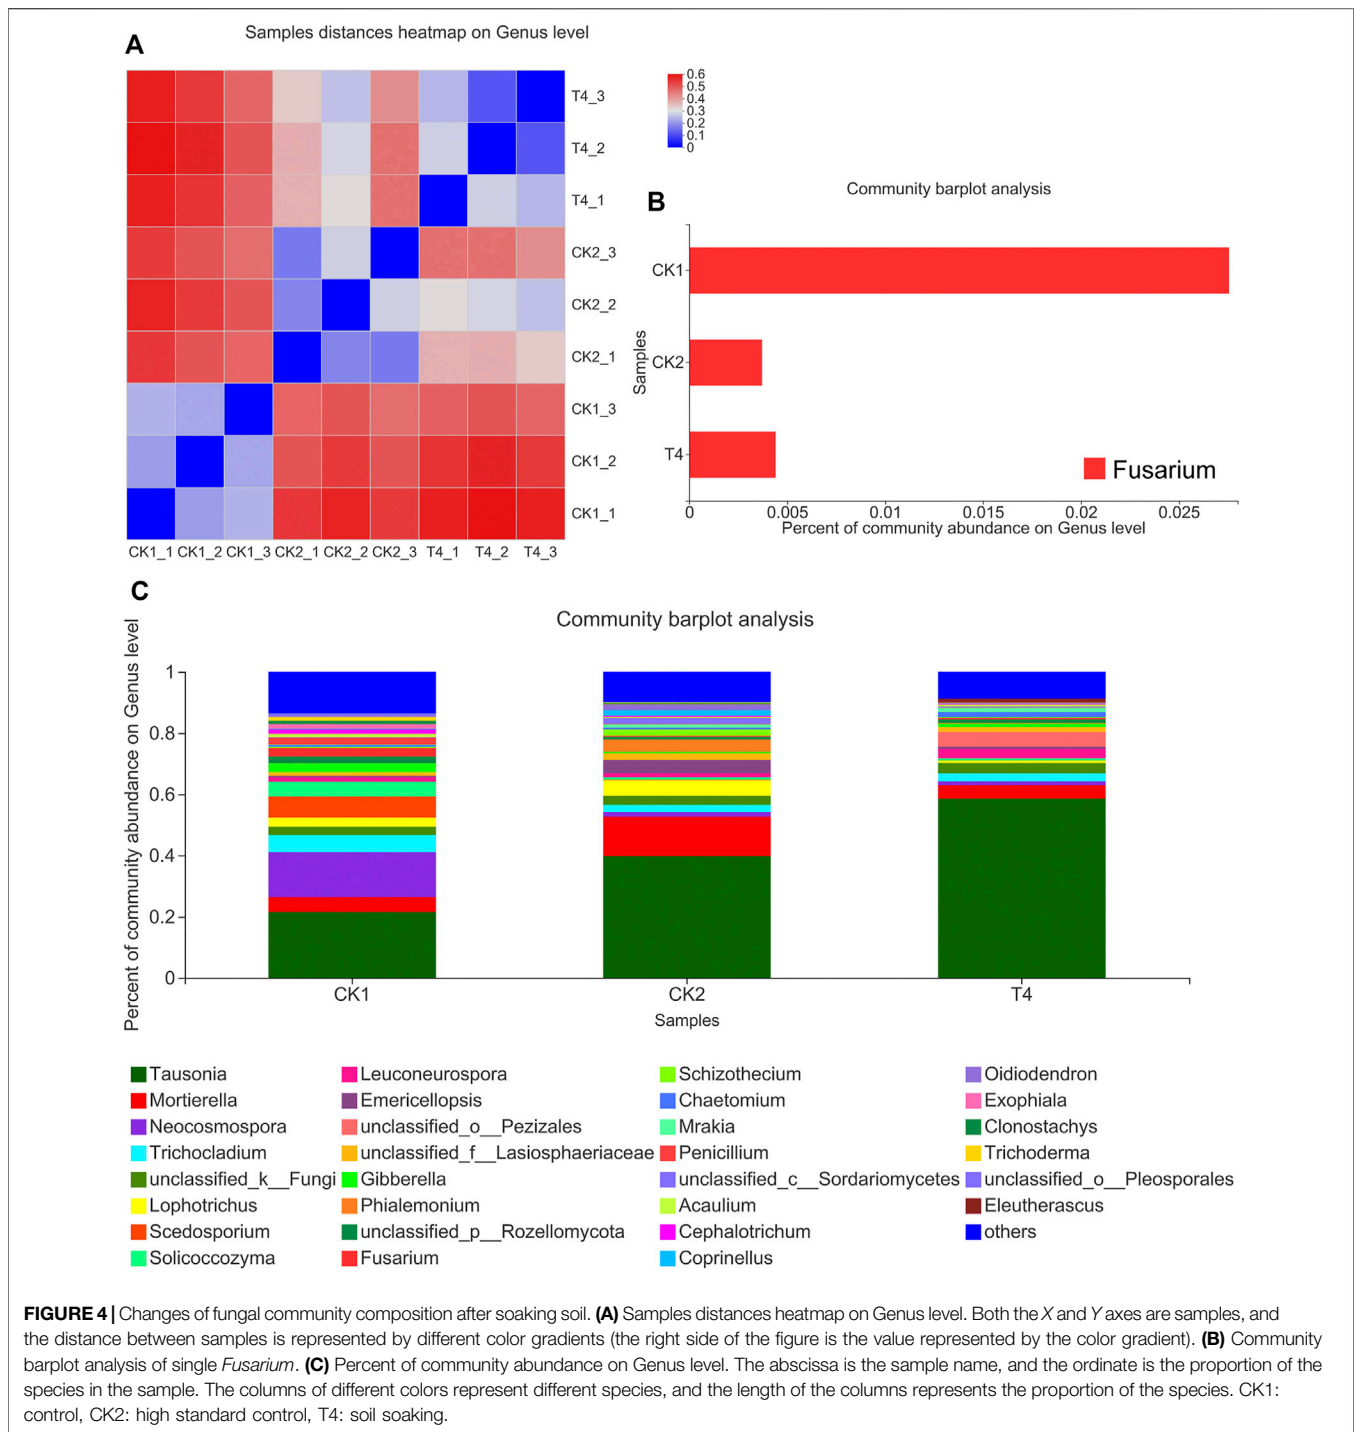 A
Samples distances heatmap on Genus level
T4_3
T4_2
T4_1
CK2_3
CK2_2
CK2_1
CK1_3
CK1_2
CK1_1
CK1_1 CK1_2 CK1_3 CK2_1 CK2_2 CK2_3 T4_1 T4_2 T4_3
0.6
0.5
0.4
0.3
0.2
0.1
0
B
Community barplot analysis
Samples
CK1
CK2
T4
Fusarium
0 0.005 0.01 0.015 0.02 0.025
Percent of community abundance on Genus level
C
Community barplot analysis
Percent of community abundance on Genus level
1
0.8
0.6
0.4
0.2
0
CK1 CK2 T4
Samples
Tausonia Leuconeurospora Schizothecium Oidiodendron
Mortierella Emericellopsis Chaetomium Exophiala
Neocosmospora unclassified_o__Pezizales Mrakia Clonostachys
Trichocladium unclassified_f__Lasiosphaeriaceae Penicillium Trichoderma
unclassified_k__Fungi Gibberella unclassified_c__Sordariomycetes unclassified_o__Pleosporales
Lophotrichus Phialemonium Acaulium Eleutherascus
Scedosporium unclassified_p__Rozellomycota Cephalotrichum others
Solicoccozyma Fusarium Coprinellus
FIGURE 4 | Changes of fungal community composition after soaking soil. (A) Samples distances heatmap on Genus level. Both the X and Y axes are samples, and
the distance between samples is represented by different color gradients (the right side of the figure is the value represented by the color gradient). (B) Community
barplot analysis of single Fusarium. (C) Percent of community abundance on Genus level. The abscissa is the sample name, and the ordinate is the proportion of the
species in the sample. The columns of different colors represent different species, and the length of the columns represents the proportion of the species. CK1:
control, CK2: high standard control, T4: soil soaking.